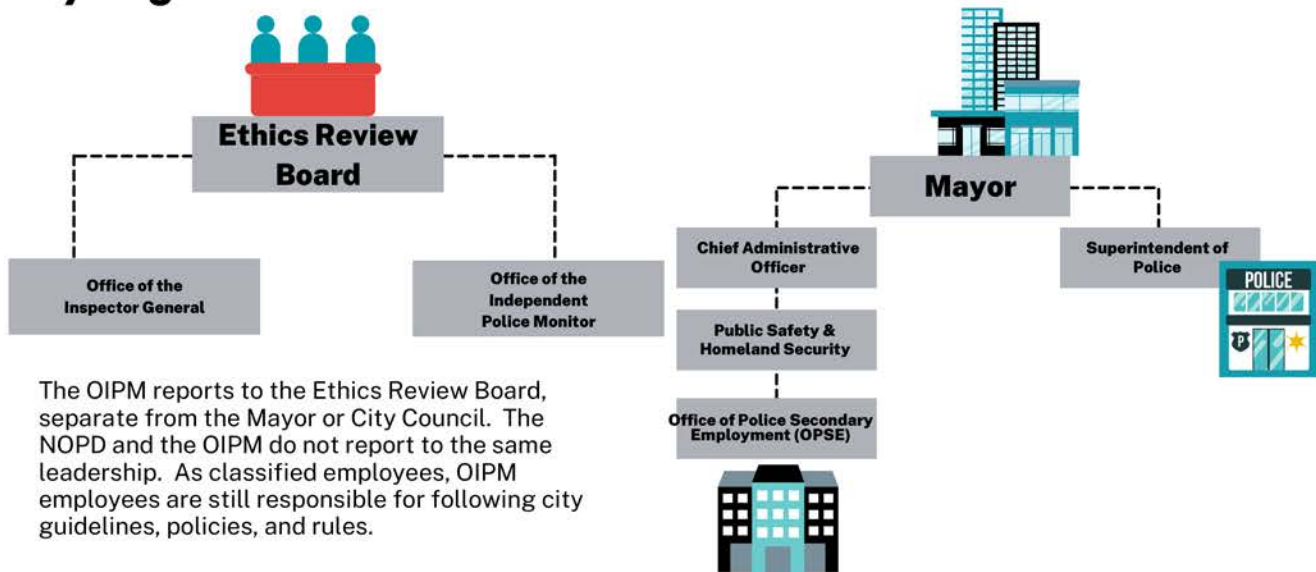 Ethics Review
Board
Office of the
Inspector General
Office of the
Independent
Police Monitor
The OIPM reports to the Ethics Review Board,
separate from the Mayor or City Council. The
NOPD and the OIPM do not report to the same
leadership. As classified employees, OIPM
employees are still responsible for following city
guidelines, policies, and rules.
Mayor
Chief Administrative
Officer
Public Safety &
Homeland Security
Office of Police Secondary
Employment (OPSE)
Superintendent of
Police
POLICE
P